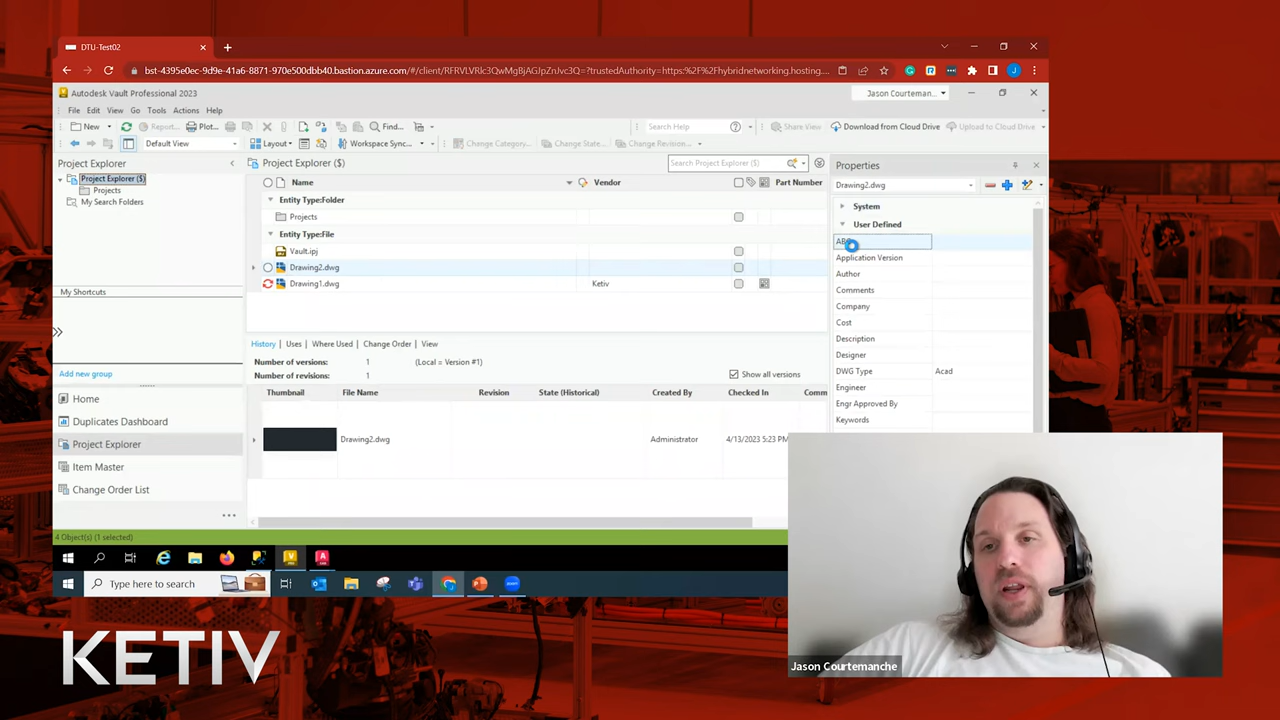 DTU-Test02
bst-4395e0ec-9d9e-41a6-8871-970e500dbb40.bastion.azure.com/#/client/RFRVLVRlc3QwMgBjAGJpZnJvc3Q=?trustedAuthority=https:%2F%2Fhybridnetworking.hosting....
Autodesk Vault Professional 2023
Jason Courteman...
File Edit View Go Tools Actions Help
New Report... Plot... Find... Search Help Share View Download from Cloud Drive Upload to Cloud Drive
Default View Layout Workspace Sync... Change Category... Change State... Change Revision...
Project Explorer
Project Explorer ($)
Projects
My Search Folders
My Shortcuts
Add new group
Home
Duplicates Dashboard
Project Explorer
Item Master
Change Order List
Project Explorer ($)
Search Project Explorer ($)
Name Vendor Part Number
Entity Type:Folder
Projects
Entity Type:File
Vault.ipj
Drawing2.dwg
Drawing1.dwg Ketiv
History Uses Where Used Change Order View
Number of versions: 1 (Local = Version #1)
Number of revisions: 1
Show all versions
Thumbnail File Name Revision State (Historical) Created By Checked In Comm
Drawing2.dwg Administrator 4/13/2023 5:23 PM
Properties
Drawing2.dwg
System
User Defined
Application Version
Author
Comments
Company
Cost
Description
Designer
DWG Type Acad
Engineer
Engr Approved By
Keywords
4 Object(s) (1 selected)
Type here to search
KETIV
Jason Courtemanche